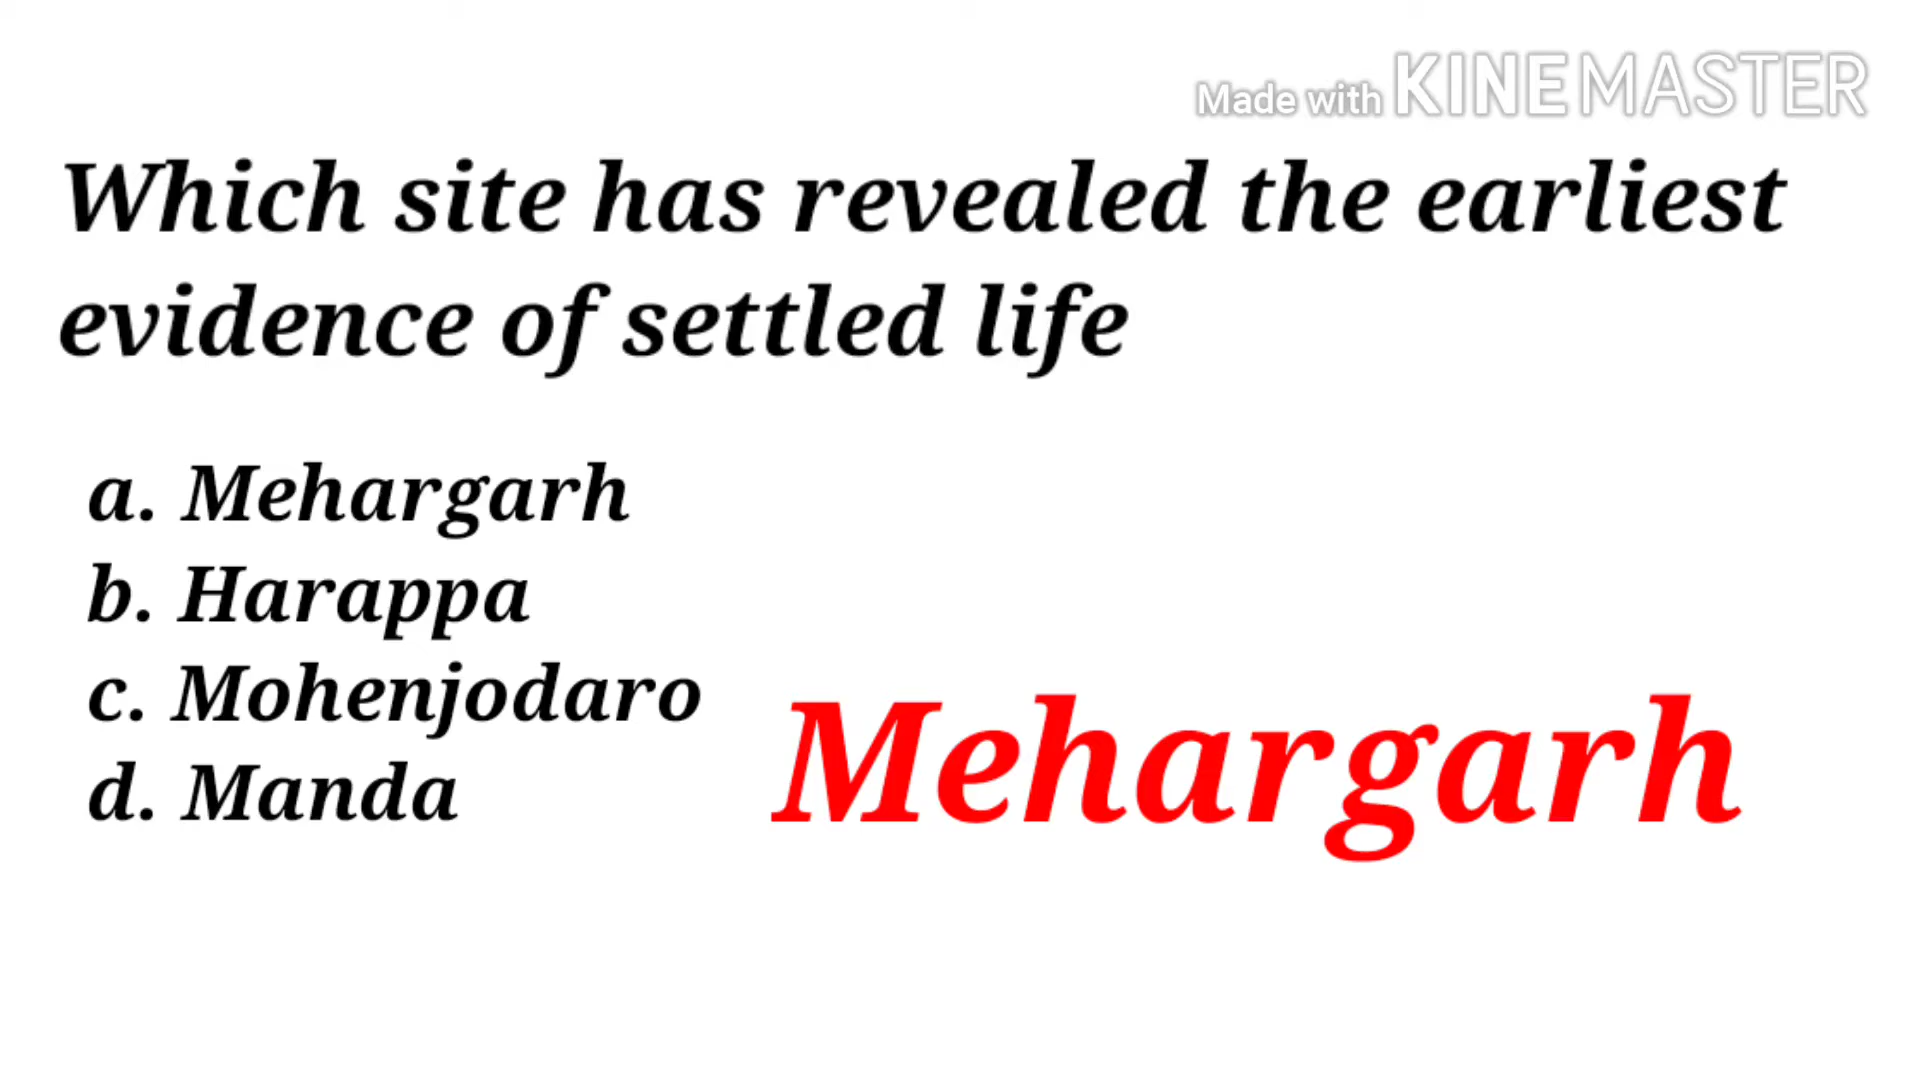 Made with KINEMASTER
Which site has revealed the earliest
evidence of settled life
a. Mehargarh
b. Harappa
c. Mohenjodaro
d. Manda
Mehargarh